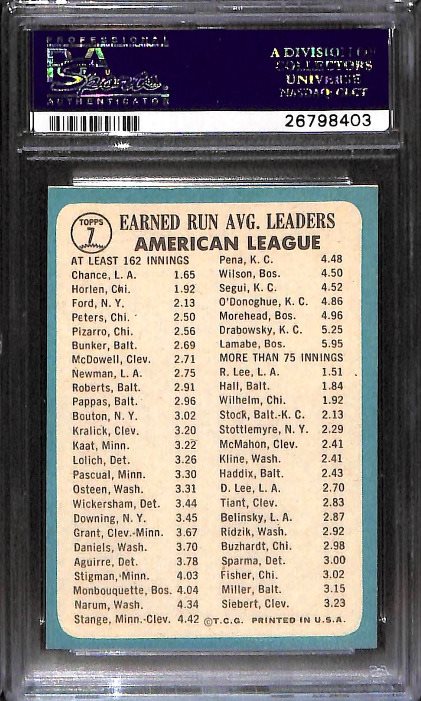 PROFESSIONAL
PSA
Sports
AUTHENTICATOR
A DIVISION OF
COLLECTORS
UNIVERSE
NASDAQ: CLCT
26798403
TOPPS
7
EARNED RUN AVG. LEADERS
AMERICAN LEAGUE
AT LEAST 162 INNINGS
Chance, L. A. 1.65
Horlen, Chi. 1.92
Ford, N. Y. 2.13
Peters, Chi. 2.50
Pizarro, Chi. 2.56
Bunker, Balt. 2.69
McDowell, Clev. 2.71
Newman, L. A. 2.75
Roberts, Balt. 2.91
Pappas, Balt. 2.96
Bouton, N. Y. 3.02
Kralick, Clev. 3.20
Kaat, Minn. 3.22
Lolich, Det. 3.26
Pascual, Minn. 3.30
Osteen, Wash. 3.31
Wickersham, Det. 3.44
Downing, N. Y. 3.45
Grant, Clev.-Minn. 3.67
Daniels, Wash. 3.70
Aguirre, Det. 3.78
Stigman, Minn. 4.03
Monbouquette, Bos. 4.04
Narum, Wash. 4.34
Stange, Minn.-Clev. 4.42
Pena, K. C. 4.48
Wilson, Bos. 4.50
Segui, K. C. 4.52
O'Donoghue, K. C. 4.86
Morehead, Bos. 4.96
Drabowsky, K. C. 5.25
Lamabe, Bos. 5.95
MORE THAN 75 INNINGS
R. Lee, L. A. 1.51
Hall, Balt. 1.84
Wilhelm, Chi. 1.92
Stock, Balt.-K. C. 2.13
Stottlemyre, N. Y. 2.29
McMahon, Clev. 2.41
Kline, Wash. 2.41
Haddix, Balt. 2.43
D. Lee, L. A. 2.70
Tiant, Clev. 2.83
Belinsky, L. A. 2.87
Ridzik, Wash. 2.92
Buzhardt, Chi. 2.98
Sparma, Det. 3.00
Fisher, Chi. 3.02
Miller, Balt. 3.15
Siebert, Clev. 3.23
©T.C.G. PRINTED IN U.S.A.